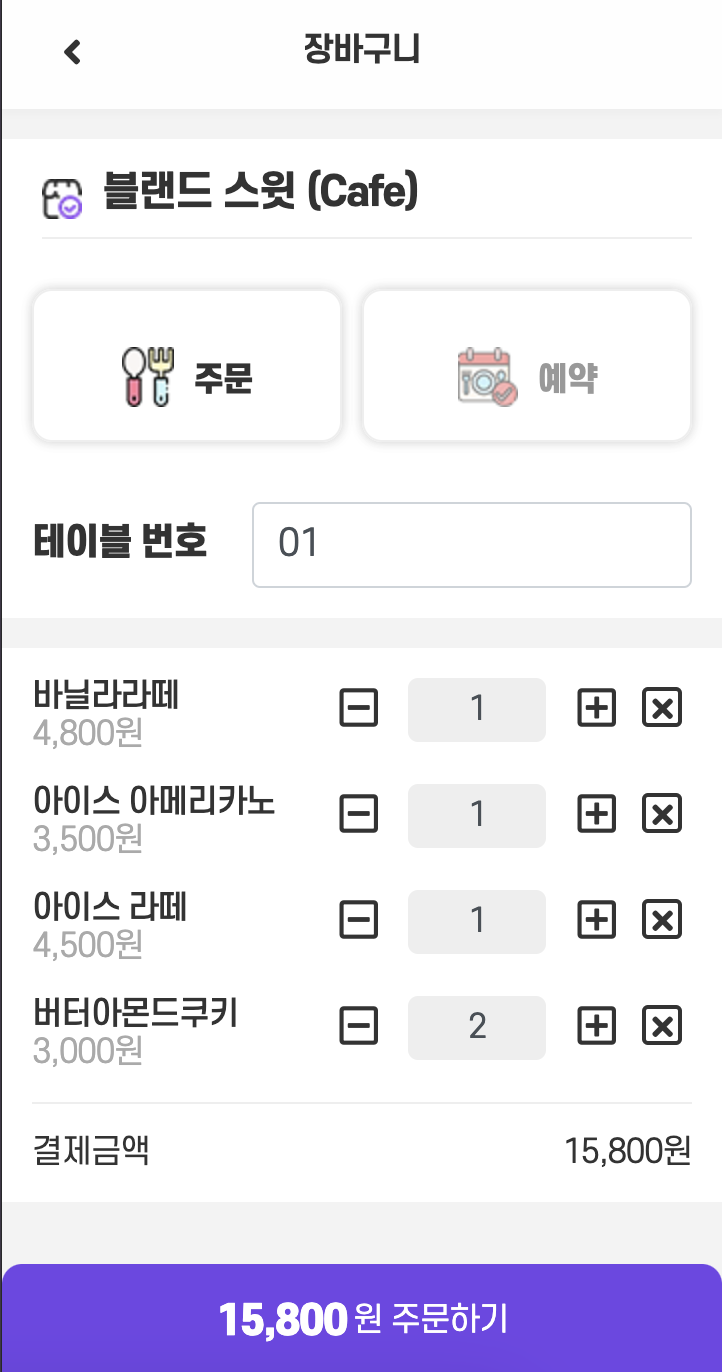 장바구니
블랜드 스윗 (Cafe)
주문 예약
테이블 번호 01
바닐라라떼 1
4,800원
아이스 아메리카노 1
3,500원
아이스 라떼 1
4,500원
버터아몬드쿠키 2
3,000원
결제금액 15,800원
15,800원 주문하기